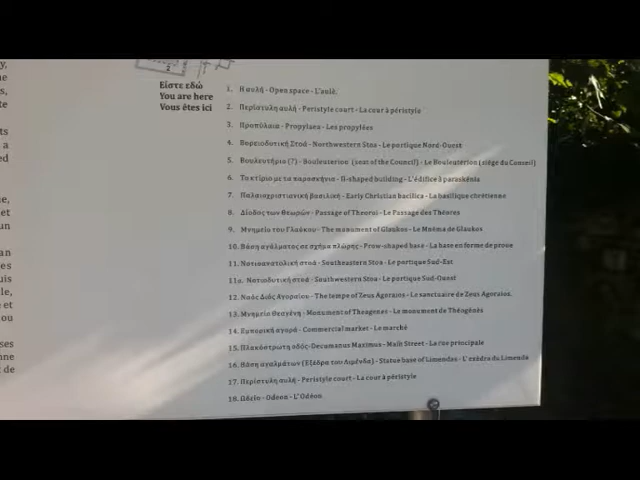 2
Είστε εδώ
You are here
Vous êtes ici
1. Η αυλή - Open space - L'aulè.
2. Περίστυλη αυλή - Peristyle court - La cour à péristyle
3. Προπύλαια - Propylaea - Les propylées
4. Βορειοδυτική Στοά - Northwestern Stoa - Le portique Nord-Ouest
5. Βουλευτήριο (?) - Bouleuterion (seat of the Council) - Le Bouleutérion (siège du Conseil)
6. Το κτίριο με τα παρασκήνια - Π-shaped building - L'édifice à paraskénia
7. Παλαιοχριστιανική βασιλική - Early Christian basilica - La basilique chrétienne
8. Δίοδος των Θεωρών - Passage of Theoroi - Le Passage des Théores
9. Μνημείο του Γλαύκου - The monument of Glaukos - Le Mnéma de Glaukos
10. Βάση αγάλματος σε σχήμα πλώρης - Prow-shaped base - La base en forme de proue
11. Νοτιοανατολική στοά - Southeastern Stoa - Le portique Sud-Est
11α. Νοτιοδυτική στοά - Southwestern Stoa - Le portique Sud-Ouest
12. Ναός Διός Αγοραίου - The tempe of Zeus Agoraios - Le sanctuaire de Zeus Agoraios.
13. Μνημείο Θεαγένη - Monument of Theagenes - Le monument de Théogénès
14. Εμπορική αγορά - Commercial market - Le marché
15. Πλακόστρωτη οδός - Decumanus Maximus - Main Street - La rue principale
16. Βάση αγαλμάτων (Εξέδρα του Λιμένδα) - Statue base of Limendas - L' exèdre du Limenda
17. Περίστυλη αυλή - Peristyle court - La cour à péristyle
18. Ωδείο - Odeon - L' Odéon